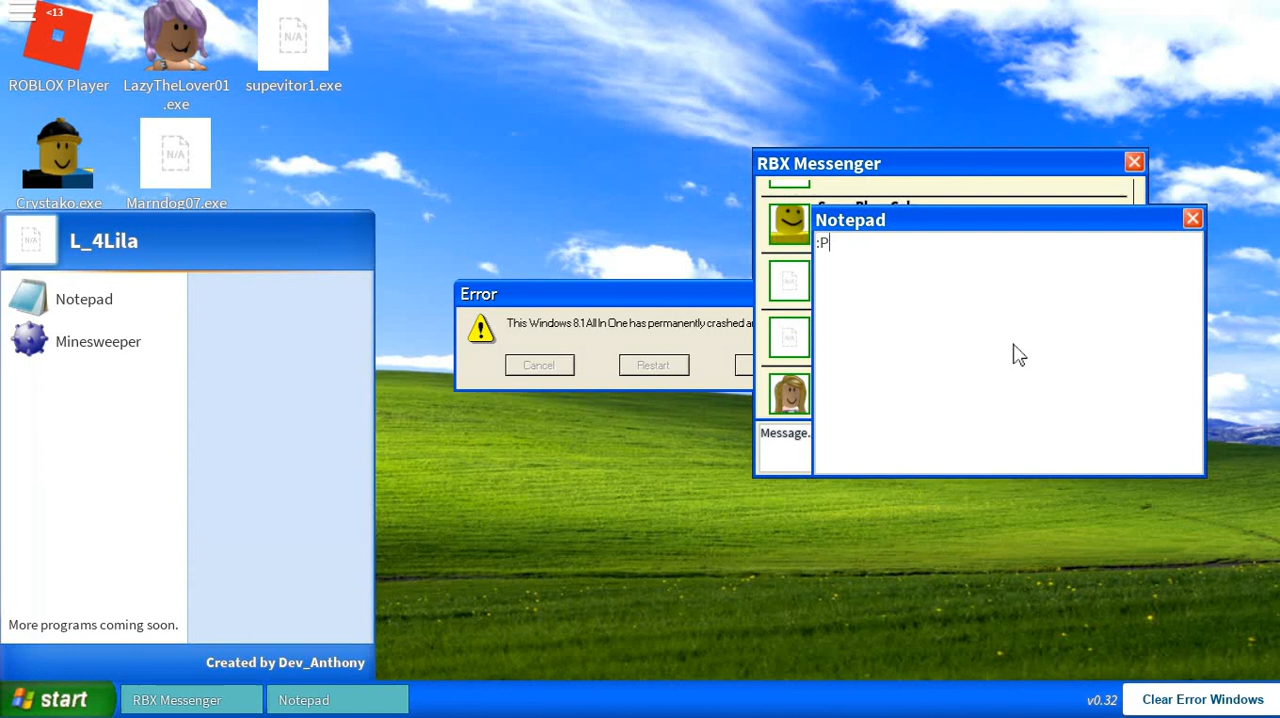 <13
ROBLOX Player
LazyTheLover01
.exe
N/A
supevitor1.exe
Crystako.exe
N/A
Marndog07.exe
N/A
L_4Lila
Notepad
Minesweeper
More programs coming soon.
Created by Dev_Anthony
Error
This Windows 8.1 All In One has permanently crashed
Cancel
Restart
RBX Messenger
N/A
N/A
Message.
Notepad
:P
start
RBX Messenger
Notepad
v0.32
Clear Error Windows